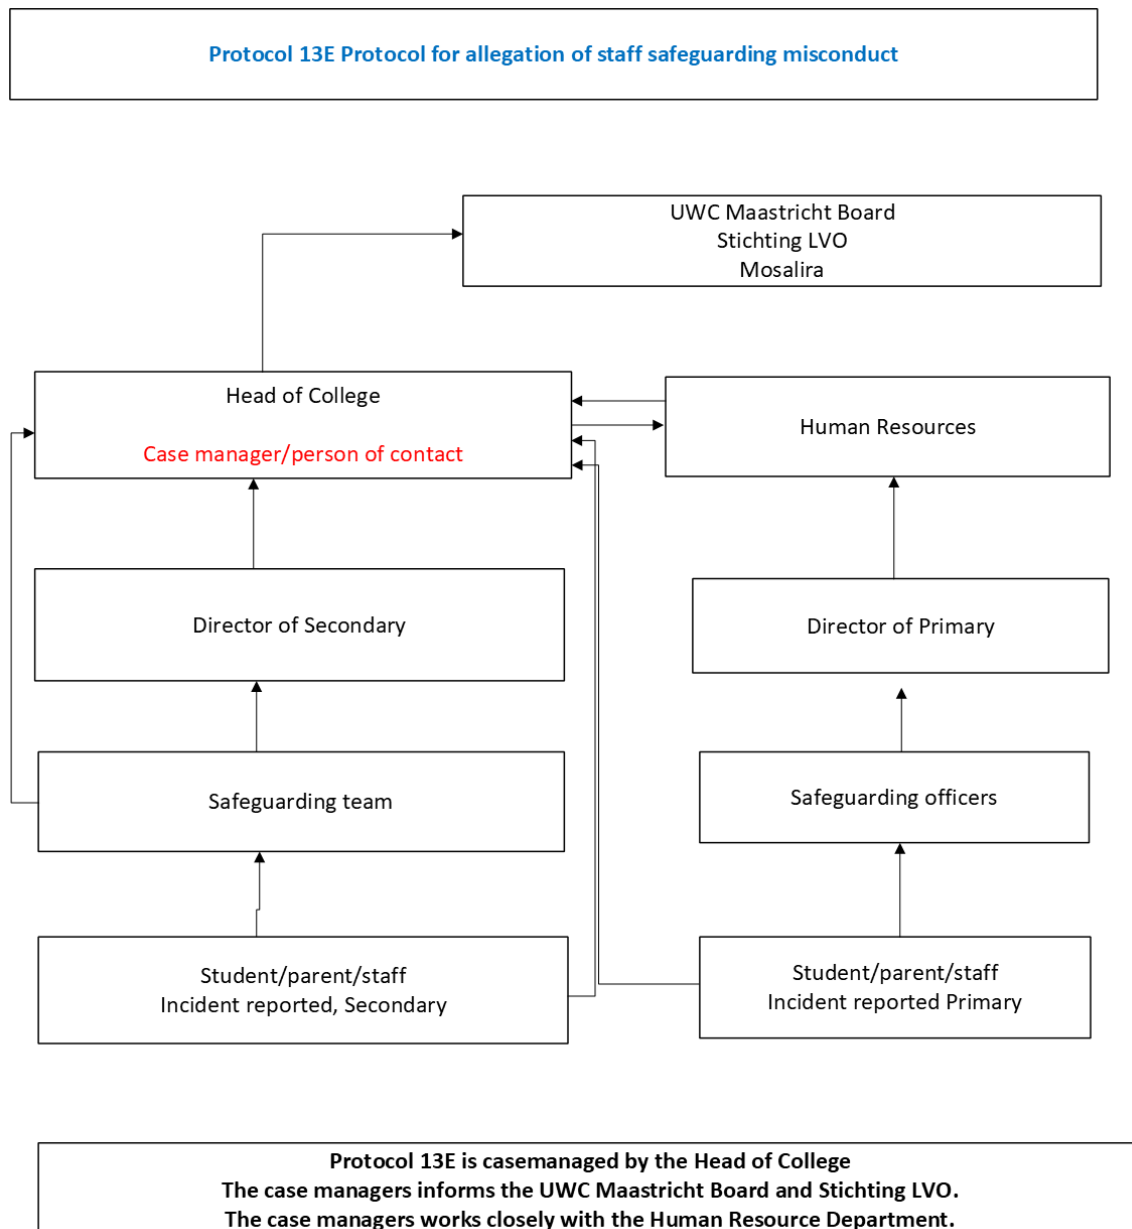 Protocol 13E Protocol for allegation of staff safeguarding misconduct
UWC Maastricht Board
Stichting LVO
Mosalira
Head of College
Case manager/person of contact
Human Resources
Director of Secondary
Director of Primary
Safeguarding team
Safeguarding officers
Student/parent/staff
Incident reported, Secondary
Student/parent/staff
Incident reported Primary
Protocol 13E is casemanaged by the Head of College
The case managers informs the UWC Maastricht Board and Stichting LVO.
The case managers works closely with the Human Resource Department.